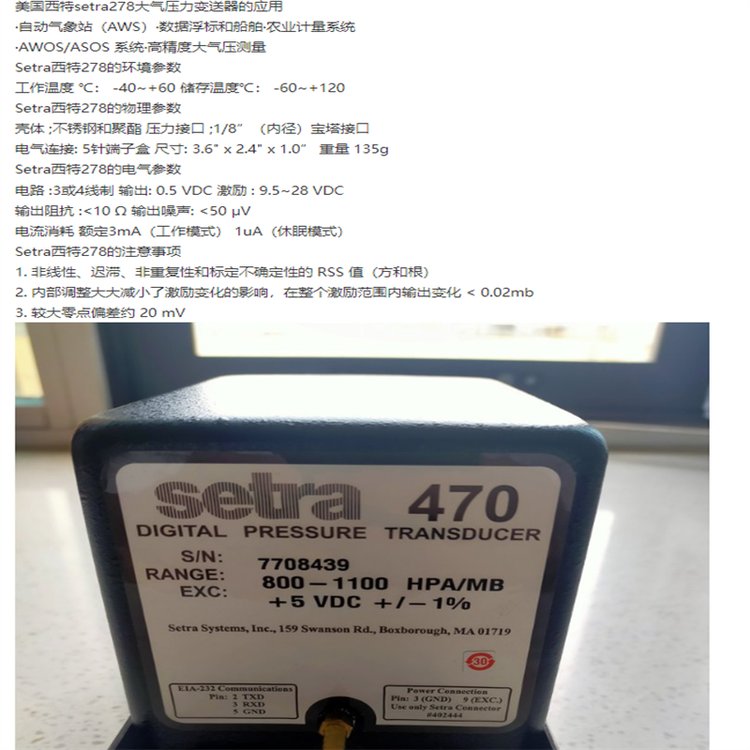 美国西特setra278大气压力变送器的应用
·自动气象站（AWS）·数据浮标和船舶·农业计量系统
·AWOS/ASOS 系统·高精度大气压测量
Setra西特278的环境参数
工作温度 ℃： -40~+60 储存温度℃： -60~+120
Setra西特278的物理参数
壳体 ;不锈钢和聚酯 压力接口 ;1/8”（内径）宝塔接口
电气连接: 5针端子盒 尺寸: 3.6" x 2.4" x 1.0” 重量 135g
Setra西特278的电气参数
电路 :3或4线制 输出: 0.5 VDC 激励 : 9.5~28 VDC
输出阻抗 :<10 Ω 输出噪声: <50 μV
电流消耗 额定3mA（工作模式） 1uA（休眠模式）
Setra西特278的注意事项
1. 非线性、迟滞、非重复性和标定不确定性的 RSS 值（方和根）
2. 内部调整大大减小了激励变化的影响，在整个激励范围内输出变化 < 0.02mb
3. 较大零点偏差约 20 mV
setra 470
DIGITAL PRESSURE TRANSDUCER
S/N: 7708439
RANGE: 800－1100 HPA/MB
EXC: +5 VDC +/－1%
Setra Systems, Inc., 159 Swanson Rd., Boxborough, MA 01719
30
EIA-232 Communications
Pin: 2 TXD
3 RXD
5 GND
Power Connection
Pin: 3 (GND) 9 (EXC.)
Use only Setra Connector
#402444